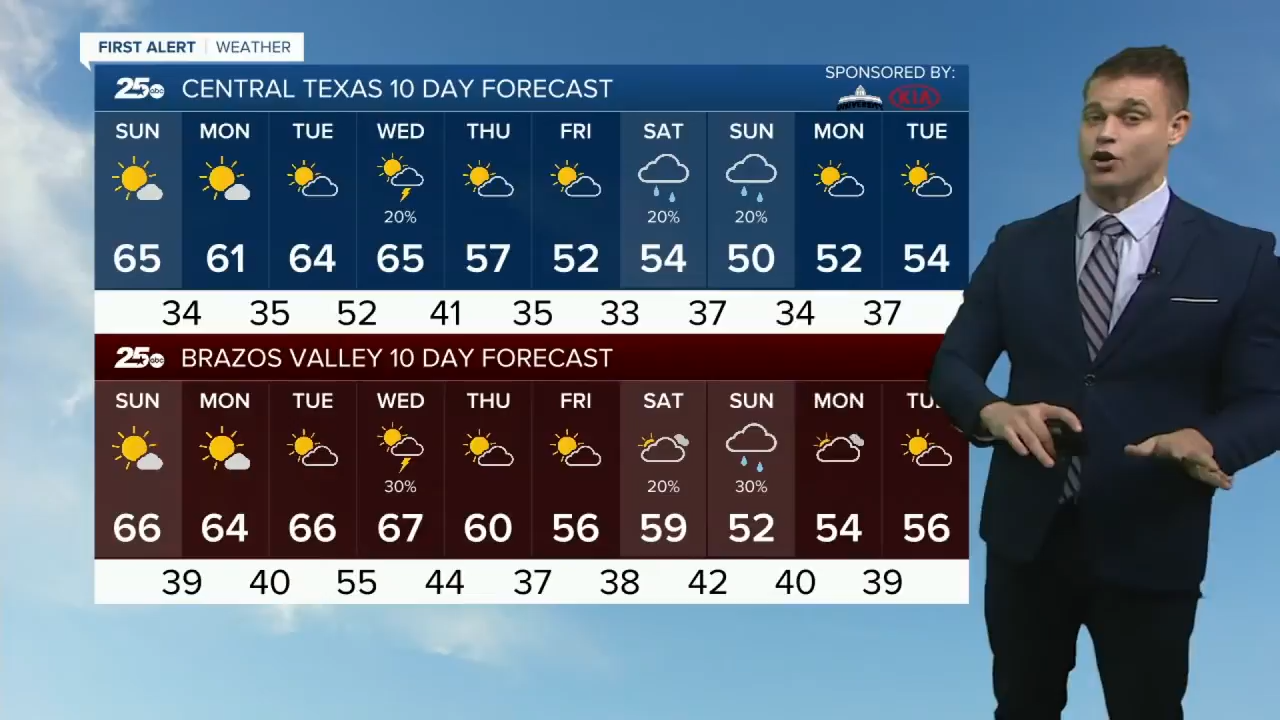 FIRST ALERT | WEATHER
25 abc CENTRAL TEXAS 10 DAY FORECAST
SPONSORED BY:
UNIVERSITY KIA
SUN MON TUE WED THU FRI SAT SUN MON TUE
20% 20% 20%
65 61 64 65 57 52 54 50 52 54
34 35 52 41 35 33 37 34 37
25 abc BRAZOS VALLEY 10 DAY FORECAST
SUN MON TUE WED THU FRI SAT SUN MON TUE
30% 20% 30%
66 64 66 67 60 56 59 52 54 56
39 40 55 44 37 38 42 40 39